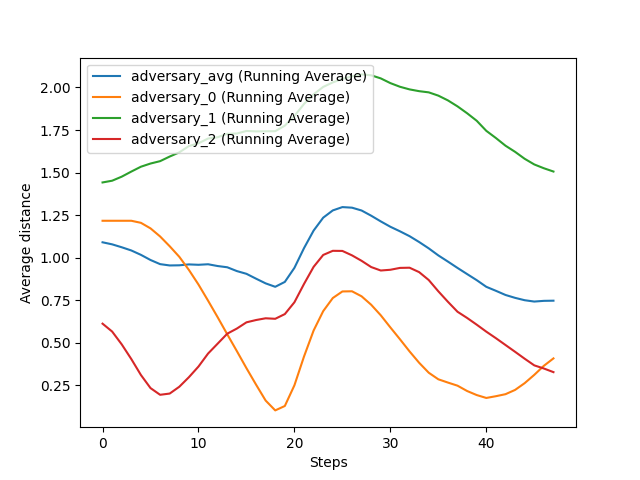 adversary_avg (Running Average)
adversary_0 (Running Average)
adversary_1 (Running Average)
adversary_2 (Running Average)
2.00
1.75
1.50
1.25
1.00
0.75
0.50
0.25
Average distance
0 10 20 30 40
Steps